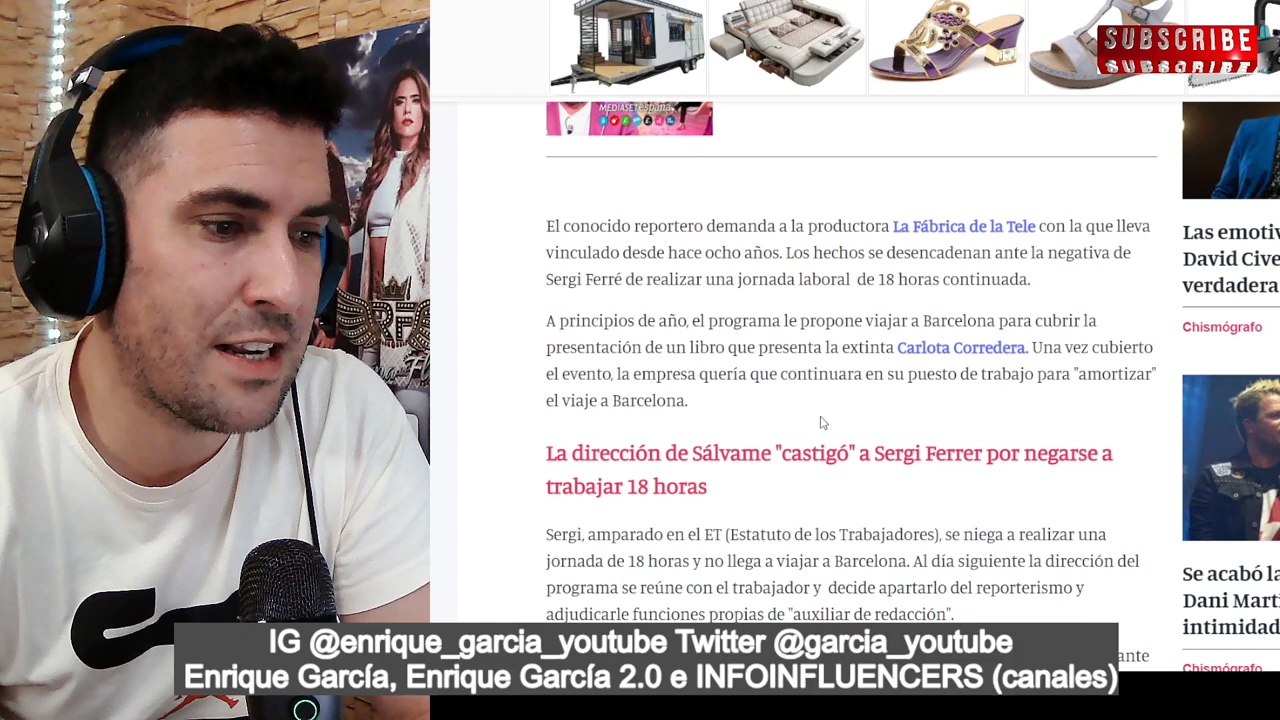 SUBSCRIBE
MEDIASETespaña
El conocido reportero demanda a la productora La Fábrica de la Tele con la que lleva
vinculado desde hace ocho años. Los hechos se desencadenan ante la negativa de
Sergi Ferré de realizar una jornada laboral de 18 horas continuada.
A principios de año, el programa le propone viajar a Barcelona para cubrir la
presentación de un libro que presenta la extinta Carlota Corredera. Una vez cubierto
el evento, la empresa quería que continuara en su puesto de trabajo para "amortizar"
el viaje a Barcelona.
La dirección de Sálvame "castigó" a Sergi Ferrer por negarse a
trabajar 18 horas
Sergi, amparado en el ET (Estatuto de los Trabajadores), se niega a realizar una
jornada de 18 horas y no llega a viajar a Barcelona. Al día siguiente la dirección del
programa se reúne con el trabajador y decide apartarlo del reporterismo y
adjudicarle funciones propias de "auxiliar de redacción".
ante
Las emotiv
David Cive
verdadera
Chismógrafo
Se acabó la
Dani Marti
intimidad
Chismógrafo
IG @enrique_garcia_youtube Twitter @garcia_youtube
Enrique García, Enrique García 2.0 e INFOINFLUENCERS (canales)